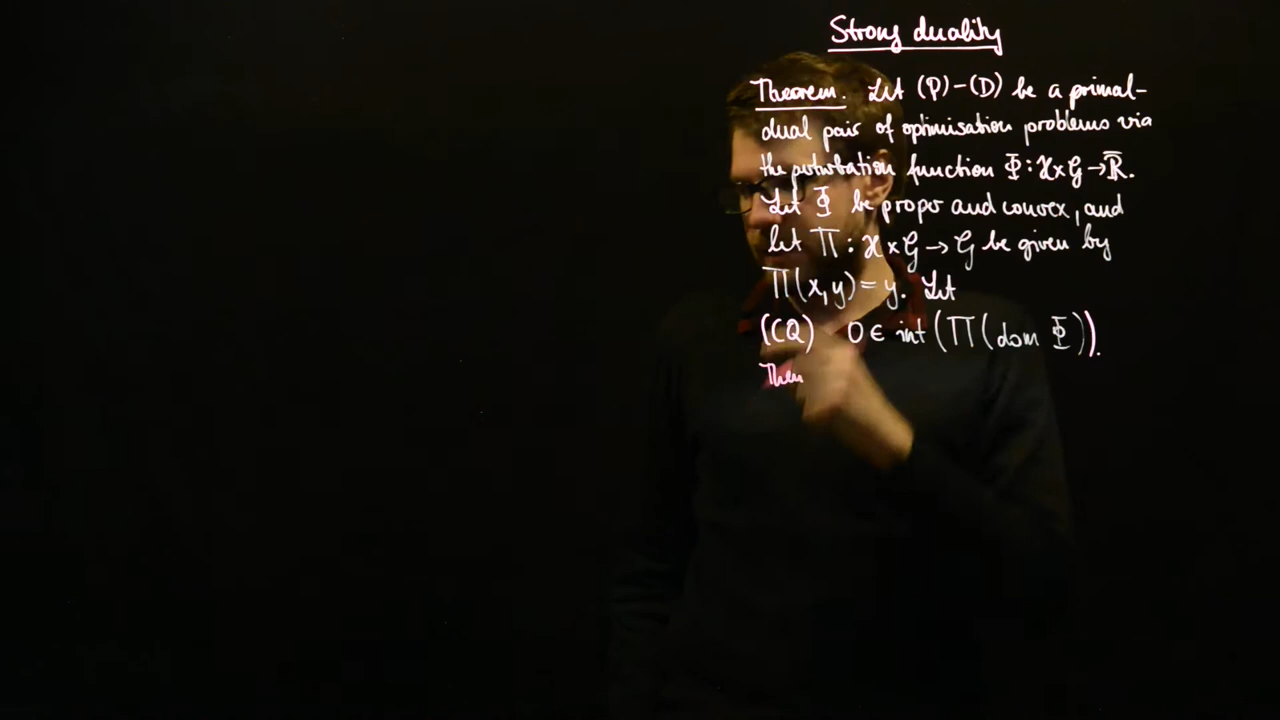 Strong duality
Theorem. Let (P)-(D) be a primal-
dual pair of optimisation problems via
the perturbation function Φ: 𝓗×𝓖→ℝ̄.
Let Φ be proper and convex, and
let Π: 𝓗×𝓖 → 𝓖 be given by
Π(x,y)=y. Let
(CQ) 0 ∈ int(Π(dom Φ)).
Then